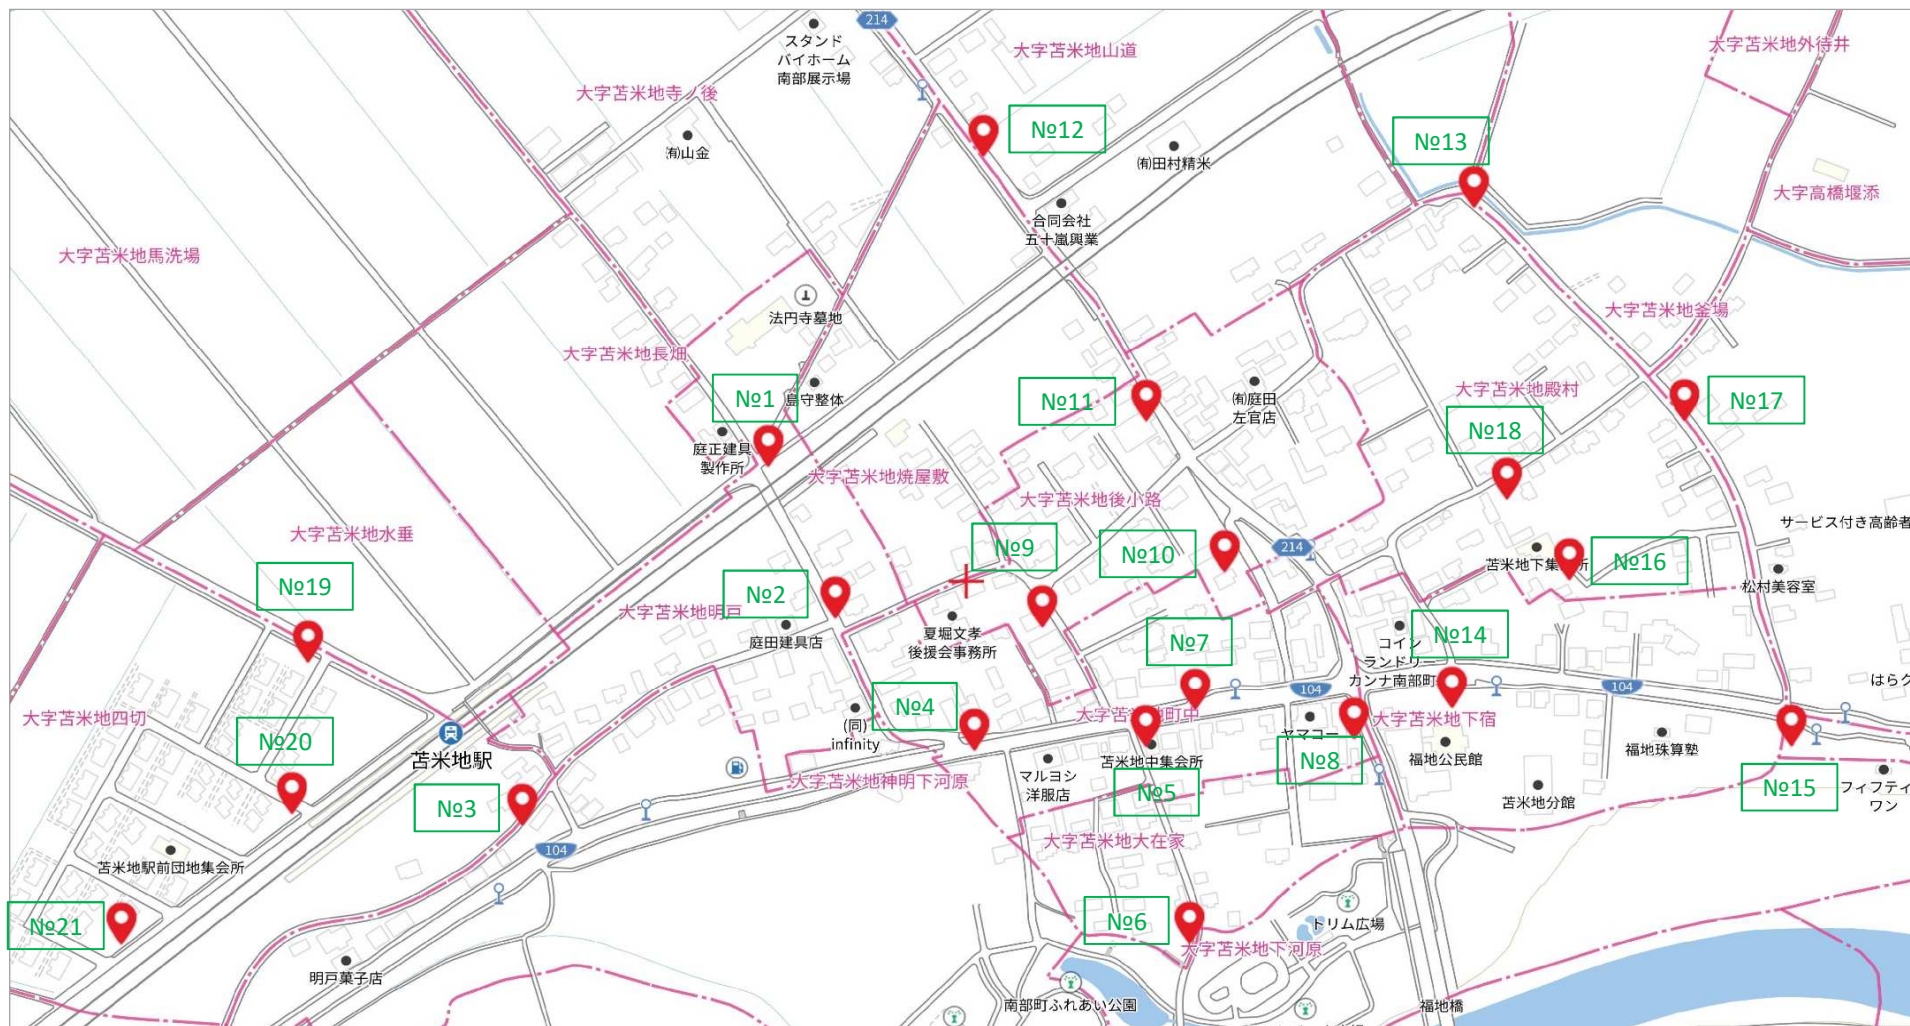 214
スタンド
バイホーム
南部展示場
大字苫米地山道
大字苫米地外待井
大字苫米地寺ノ後
№12
№13
㈲山金
㈲田村精米
大字高橋堰添
合同会社
五十嵐興業
大字苫米地馬洗場
法円寺墓地
大字苫米地釜場
大字苫米地長畑
№1
島守整体
№11
㈲庭田
左官店
大字苫米地殿村
№17
庭正建具
製作所
№18
大字苫米地焼屋敷
大字苫米地後小路
サービス付き高齢者
大字苫米地水垂
№9
№10
214
苫米地下集
所
№16
松村美容室
№19
№2
大字苫米地明戸
庭田建具店
夏堀文孝
後援会事務所
№7
コイン
ランドリー
カンナ南部町
№14
104
104
はらク
大字苫米地四切
№4
(同)
infinity
大字苫
地町中
ヤマコー
大字苫米地下宿
№20
苫米地駅
苫米地中集会所
№8
福地公民館
福地珠算塾
マルヨシ
洋服店
大字苫米地神明下河原
№3
№5
苫米地分館
№15
フィフティ
ワン
104
大字苫米地大在家
苫米地駅前団地集会所
№21
№6
トリム広場
大字苫米地下河原
明戸菓子店
南部町ふれあい公園
福地橋